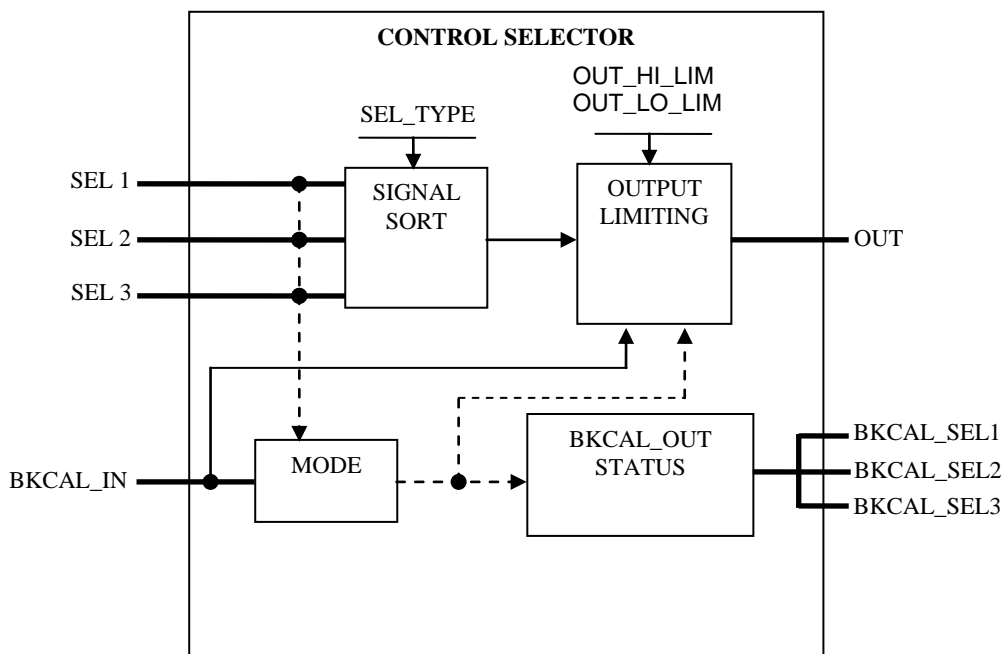 CONTROL SELECTOR
OUT_HI_LIM
OUT_LO_LIM
SEL_TYPE
SEL 1
SEL 2
SEL 3
SIGNAL
SORT
OUTPUT
LIMITING
OUT
BKCAL_IN
MODE
BKCAL_OUT
STATUS
BKCAL_SEL1
BKCAL_SEL2
BKCAL_SEL3